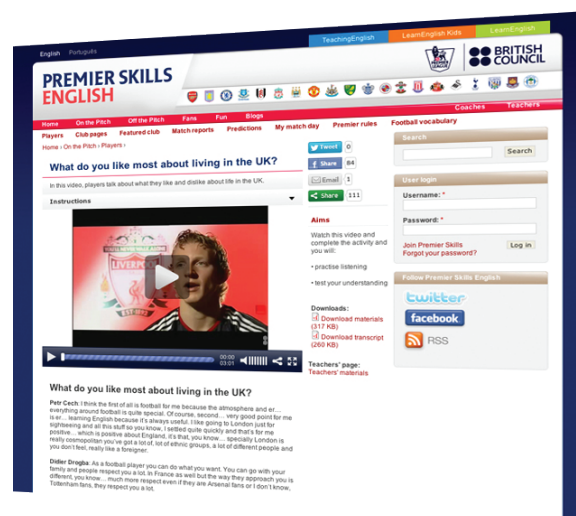 English Português
TeachingEnglish LearnEnglish Kids LearnEnglish
PREMIER SKILLS
ENGLISH
BRITISH
COUNCIL
Coaches Teachers
Home On the Pitch Off the Pitch Fans Fun Blogs
Players Club pages Featured club Match reports Predictions My match day Premier rules Football vocabulary
Home › On the Pitch › Players ›
What do you like most about living in the UK?
In this video, players talk about what they like and dislike about life in the UK.
Instructions
LIVERPOOL
00:00
03:01
What do you like most about living in the UK?
Petr Cech: I think the first of all is football for me because the atmosphere and er…
everything around football is quite special. Of course, second… very good point for me
is er… learning English because it's always useful. I like going to London just for
sightseeing and all this stuff so you know, I settled quite quickly and that's for me
positive… which is positive about England, it's that, you know… specially London is
really cosmopolitan you've got a lot of, lot of ethnic groups, a lot of different people and
you don't feel, really like a foreigner.
Didier Drogba: As a football player you can do what you want. You can go with your
family and people respect you a lot. In France as well but the way they approach you is
different, you know… much more respect even if they are Arsenal fans or I don't know,
Tottenham fans, they respect you a lot.
Tweet 0
Share 84
Email 1
Share 111
Aims
Watch this video and
complete the activity and
you will:
• practise listening
• test your understanding
Downloads:
Download materials
(317 KB)
Download transcript
(260 KB)
Teachers' page:
Teachers' materials
Search
Search
User login
Username: *
Password: *
Join Premier Skills
Forgot your password?
Log in
Follow Premier Skills English
twitter
facebook
RSS